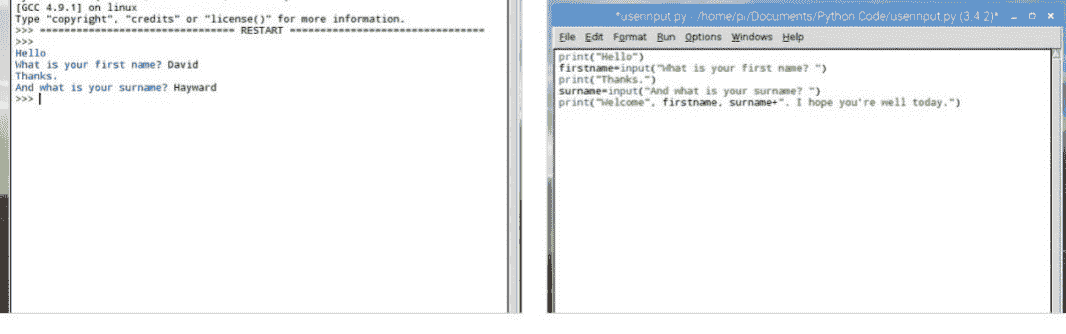 [GCC 4.9.1] on linux
Type "copyright", "credits" or "license()" for more information.
>>> ================================ RESTART ================================
>>>
Hello
What is your first name? David
Thanks.
And what is your surname? Hayward
>>>
*userinput.py - /home/pi/Documents/Python Code/userinput.py (3.4.2)*
File Edit Format Run Options Windows Help
print("Hello")
firstname=input("What is your first name? ")
print("Thanks.")
surname=input("And what is your surname? ")
print("Welcome", firstname, surname+". I hope you're well today.")